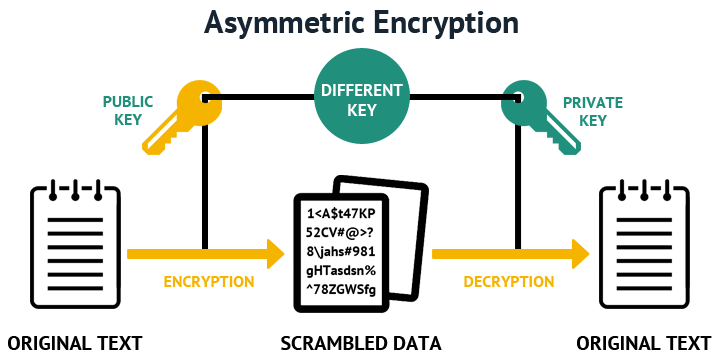 Asymmetric Encryption
PUBLIC
KEY
DIFFERENT
KEY
PRIVATE
KEY
1<A$t47KP
52CV#@>?
8\jahs#981
gHTasdsn%
^78ZGWSfg
ENCRYPTION
DECRYPTION
ORIGINAL TEXT
SCRAMBLED DATA
ORIGINAL TEXT